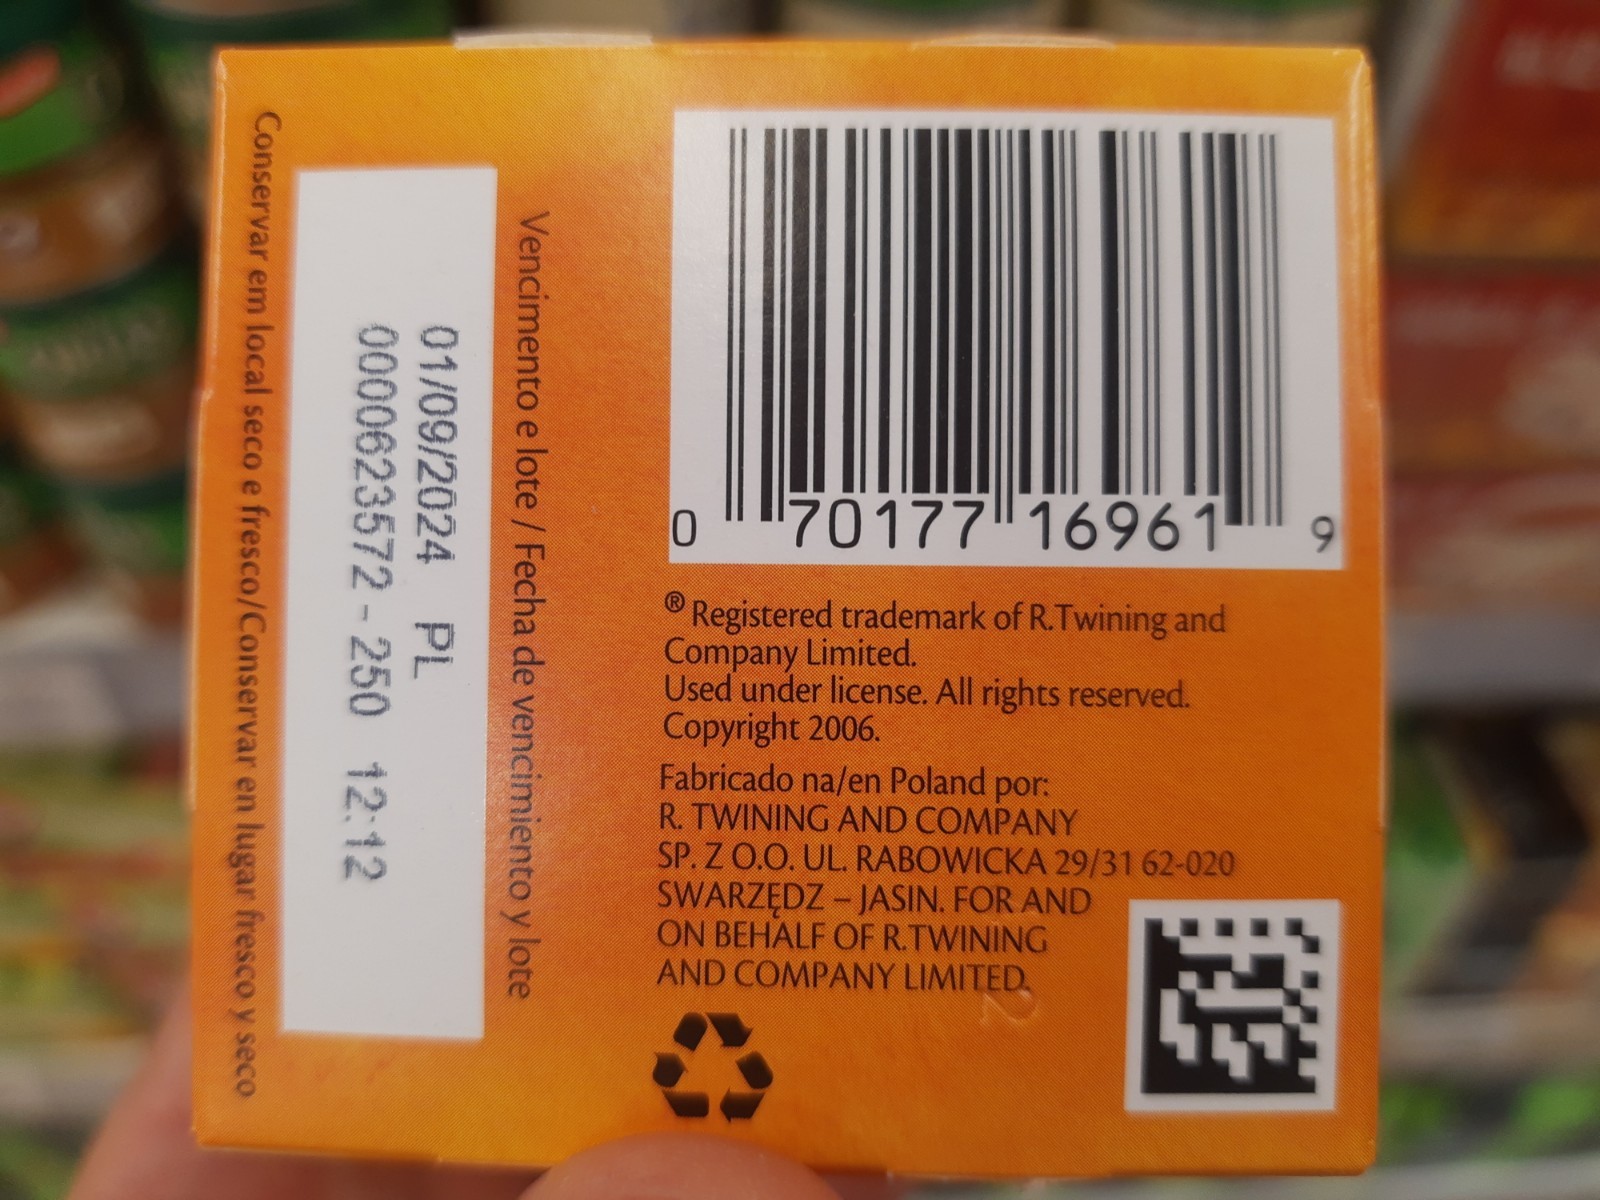 Conservar em local seco e fresco/Conservar en lugar fresco y seco
01/09/2024 PL
0000623572-250 12:12
Vencimento e lote / Fecha de vencimiento y lote
0 70177 16961 9
® Registered trademark of R.Twining and
Company Limited.
Used under license. All rights reserved.
Copyright 2006.
Fabricado na/en Poland por:
R. TWINING AND COMPANY
SP. Z O.O. UL. RABOWICKA 29/31 62-020
SWARZĘDZ – JASIN. FOR AND
ON BEHALF OF R.TWINING
AND COMPANY LIMITED.
2